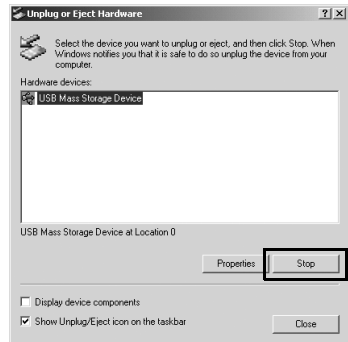 Unplug or Eject Hardware
Select the device you want to unplug or eject, and then click Stop. When
Windows notifies you that it is safe to do so unplug the device from your
computer.
Hardware devices:
USB Mass Storage Device
USB Mass Storage Device at Location 0
Properties Stop
Display device components
Show Unplug/Eject icon on the taskbar
Close